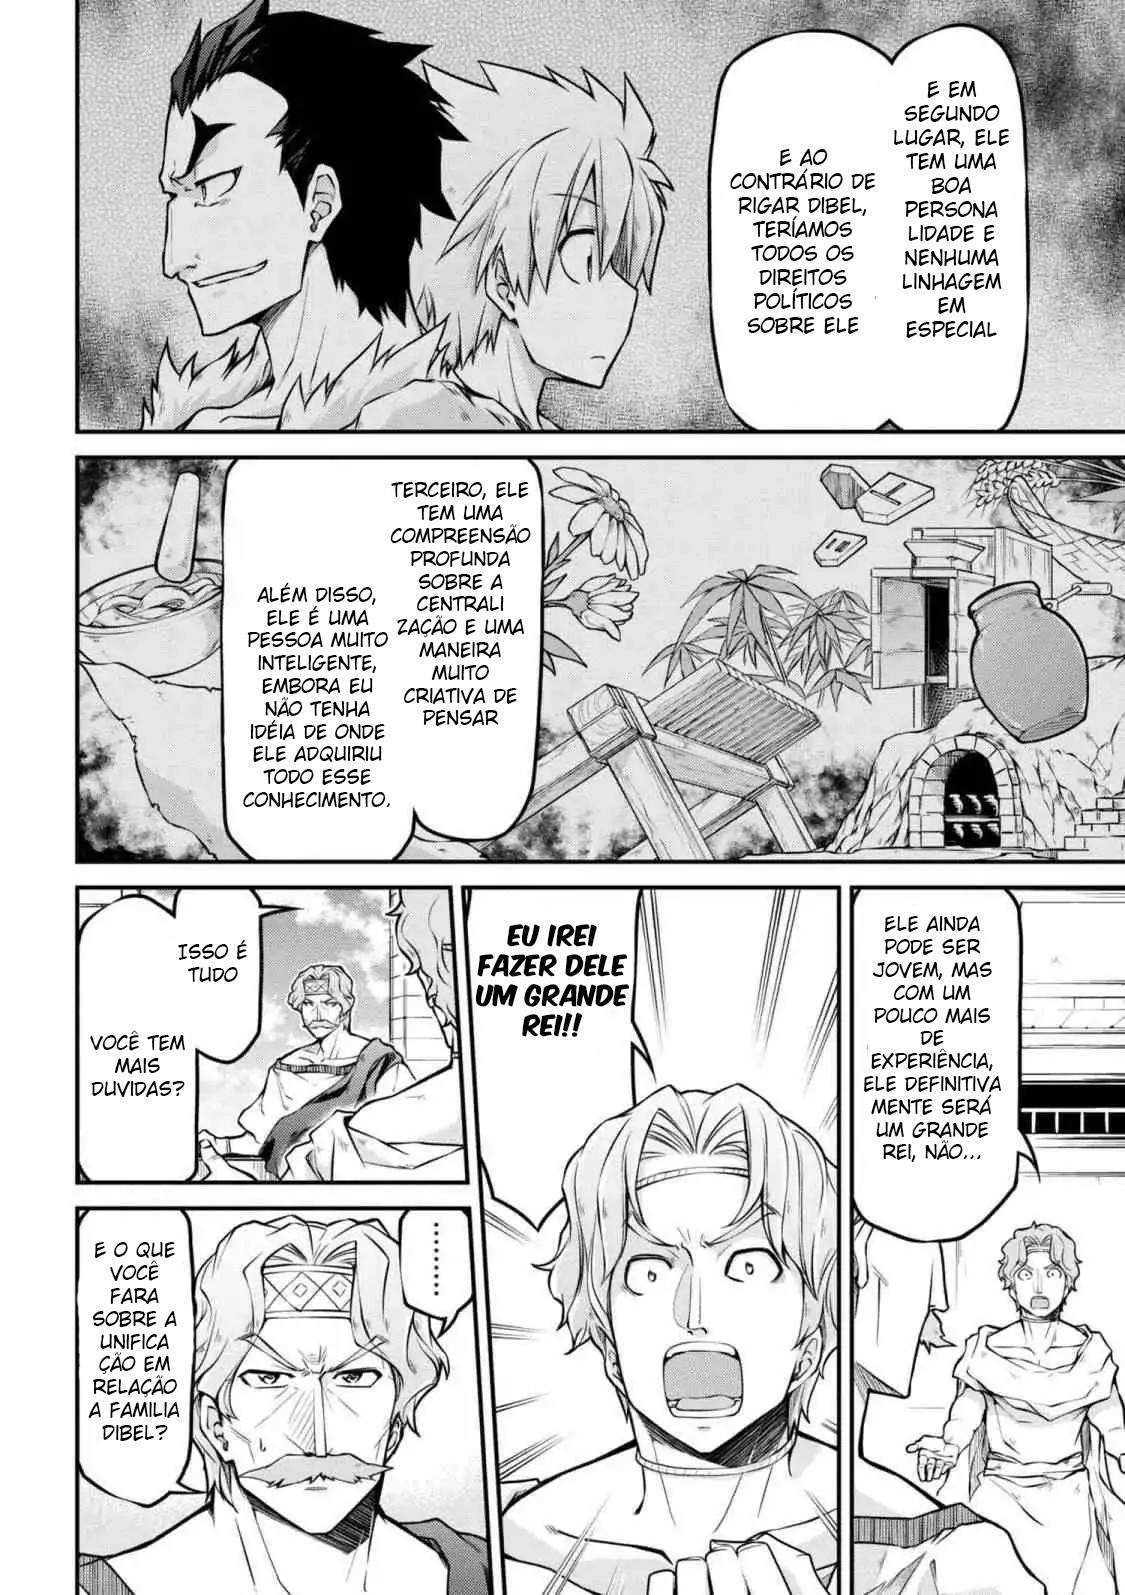 E EM
SEGUNDO
LUGAR, ELE
TEM UMA
BOA
PERSONA
LIDADE E
NENHUMA
LINHAGEM
EM
ESPECIAL
E AO
CONTRÁRIO DE
RIGAR DIBEL,
TERÍAMOS
TODOS OS
DIREITOS
POLÍTICOS
SOBRE ELE
TERCEIRO, ELE
TEM UMA
COMPREENSÃO
PROFUNDA
SOBRE A
CENTRALI
ZAÇÃO E UMA
MANEIRA
MUITO
CRIATIVA DE
PENSAR
ALÉM DISSO,
ELE É UMA
PESSOA MUITO
INTELIGENTE,
EMBORA EU
NÃO TENHA
IDÉIA DE ONDE
ELE ADQUIRIU
TODO ESSE
CONHECIMENTO.
ELE AINDA
PODE SER
JOVEM, MAS
COM UM
POUCO MAIS
DE
EXPERIÊNCIA,
ELE DEFINITIVA
MENTE SERÁ
UM GRANDE
REI, NÃO...
EU IREI
FAZER DELE
UM GRANDE
REI!!
ISSO É
TUDO
VOCÊ TEM
MAIS
DUVIDAS?
.........
E O QUE
VOCÊ
FARA
SOBRE A
UNIFICA
ÇÃO EM
RELAÇÃO
A FAMILIA
DIBEL?